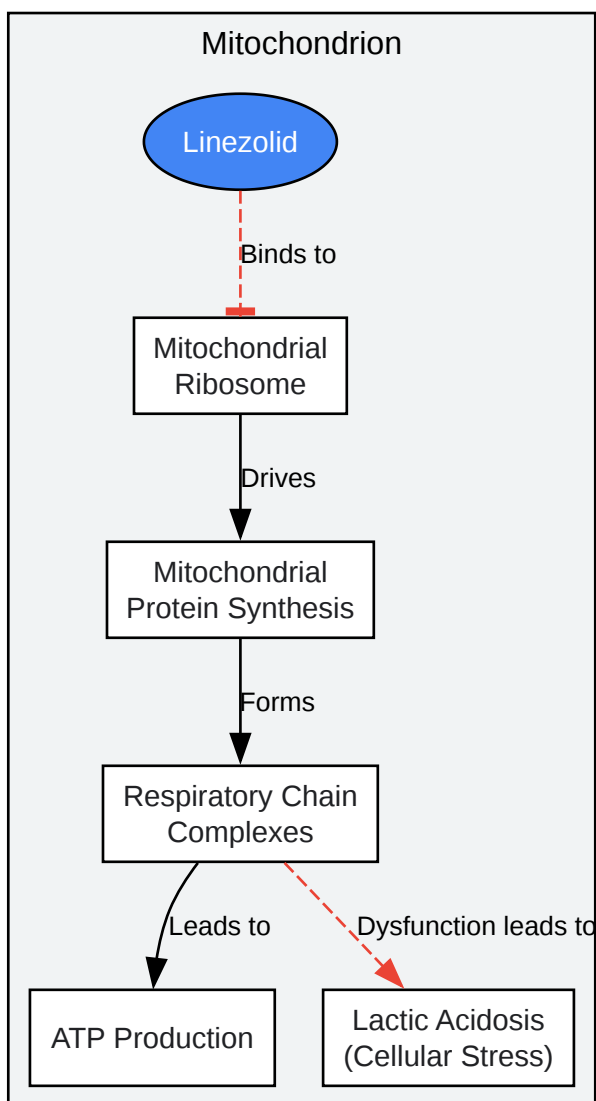 Mitochondrion
Linezolid
Binds to
Mitochondrial
Ribosome
Drives
Mitochondrial
Protein Synthesis
Forms
Respiratory Chain
Complexes
Leads to
Dysfunction leads to
ATP Production
Lactic Acidosis
(Cellular Stress)